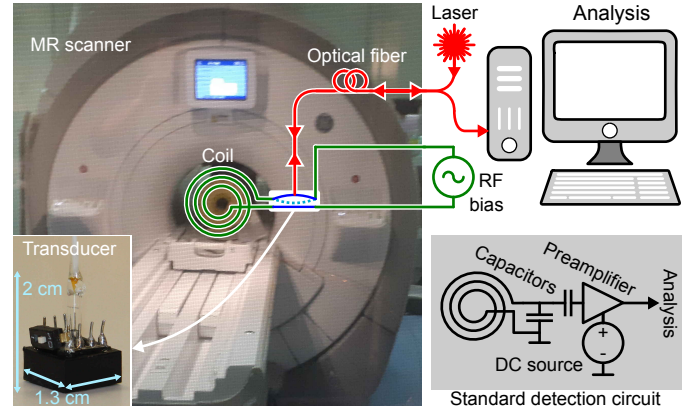 MR scanner
Optical fiber
Laser
Analysis
Coil
RF
bias
Transducer
2 cm
1.3 cm
Capacitors
Preamplifier
Analysis
+
-
DC source
Standard detection circuit